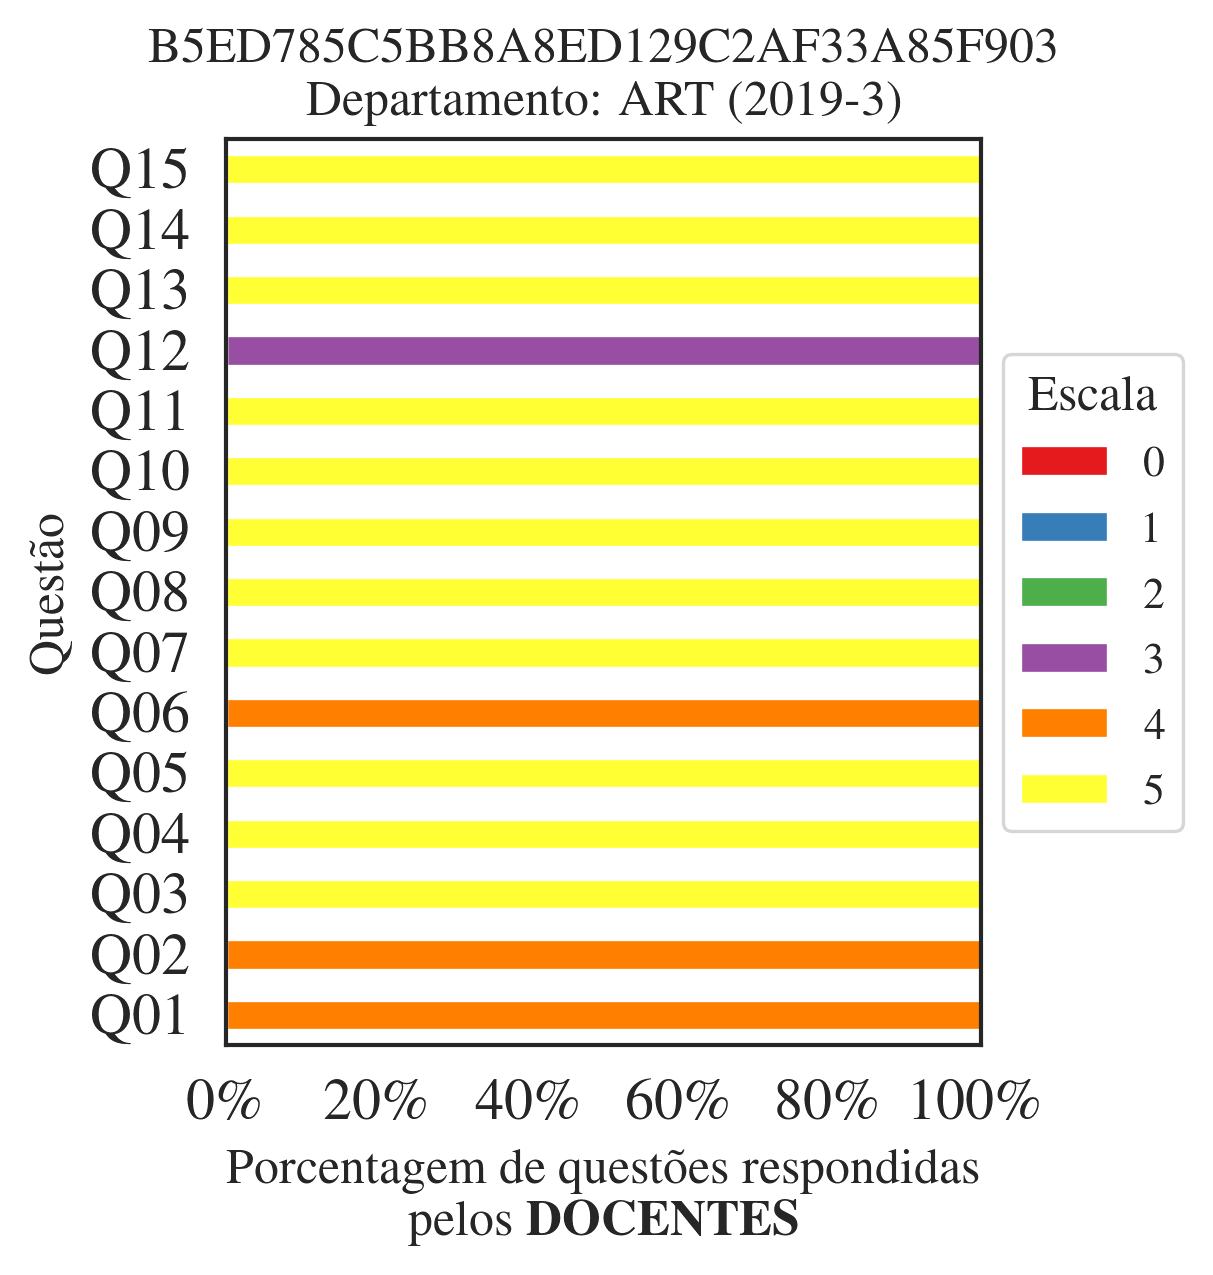 B5ED785C5BB8A8ED129C2AF33A85F903
Departamento: ART (2019-3)
Q15
Q14
Q13
Q12
Q11
Q10
Q09
Q08
Q07
Q06
Q05
Q04
Q03
Q02
Q01
Questão
0% 20% 40% 60% 80% 100%
Porcentagem de questões respondidas
pelos DOCENTES
Escala
0
1
2
3
4
5